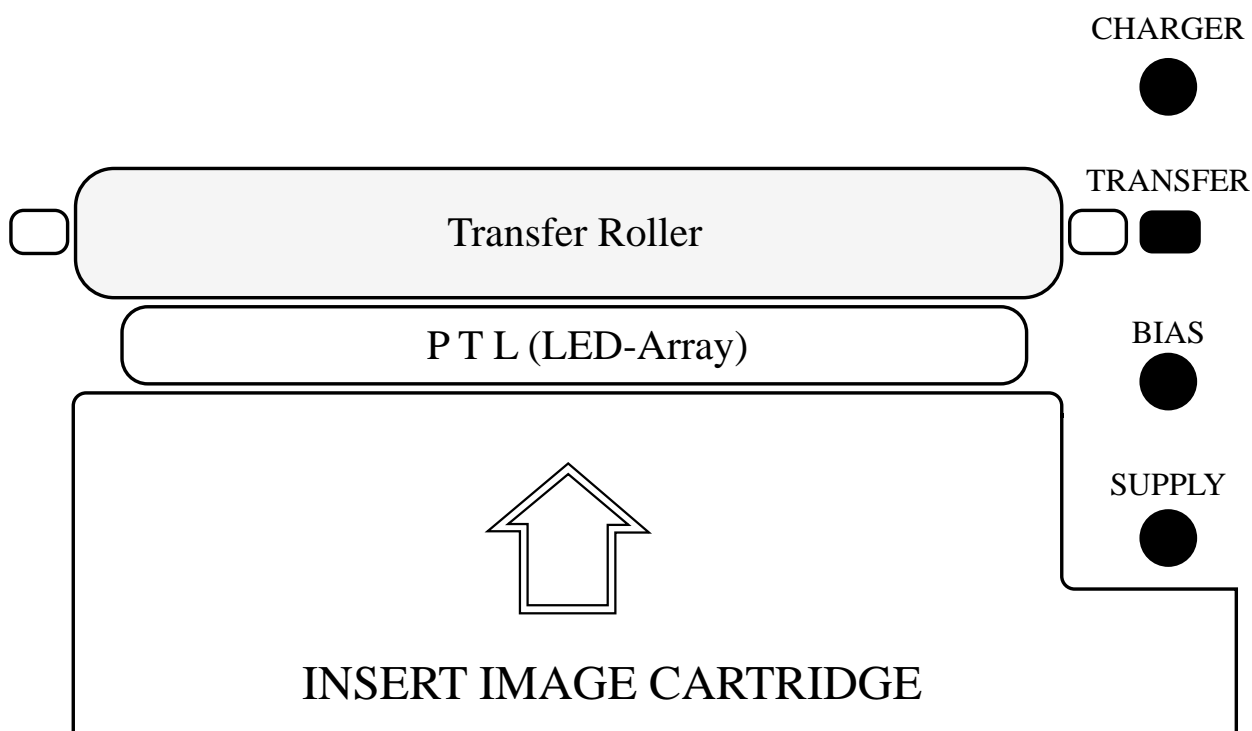 CHARGER
TRANSFER
Transfer Roller
BIAS
P T L (LED-Array)
SUPPLY
INSERT IMAGE CARTRIDGE